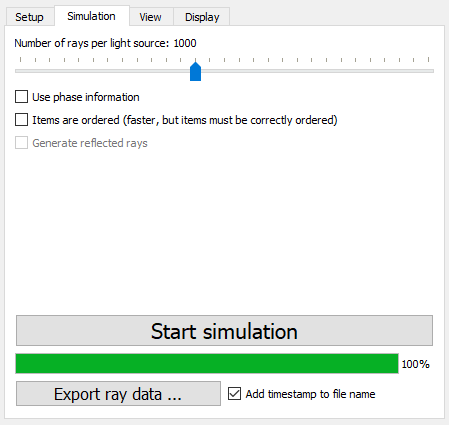 Setup Simulation View Display
Number of rays per light source: 1000
Use phase information
Items are ordered (faster, but items must be correctly ordered)
Generate reflected rays
Start simulation
100%
Export ray data ... Add timestamp to file name